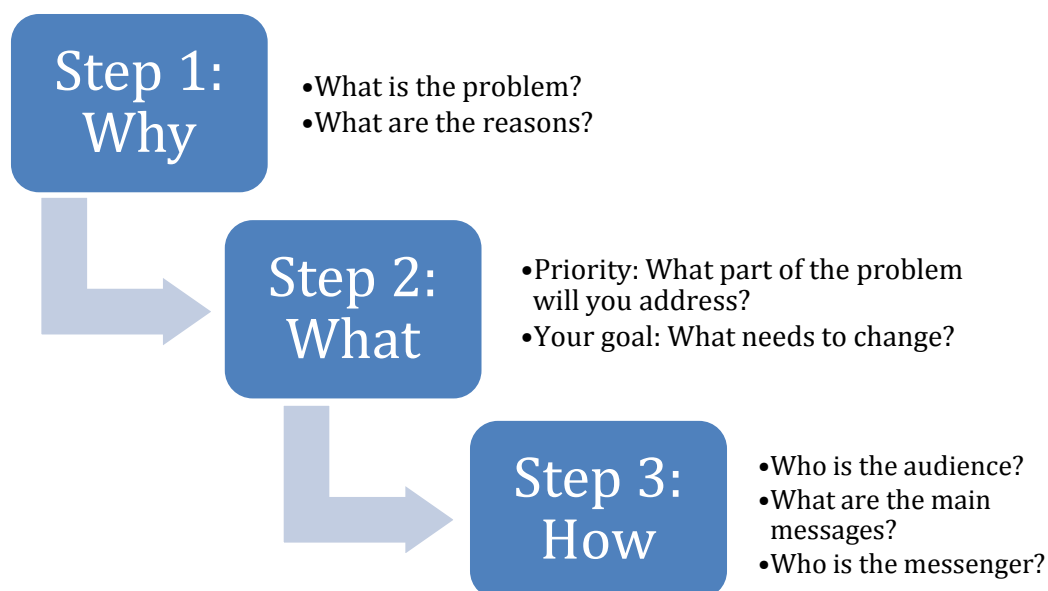 Step 1:
Why
•What is the problem?
•What are the reasons?
Step 2:
What
•Priority: What part of the problem
will you address?
•Your goal: What needs to change?
Step 3:
How
•Who is the audience?
•What are the main
messages?
•Who is the messenger?